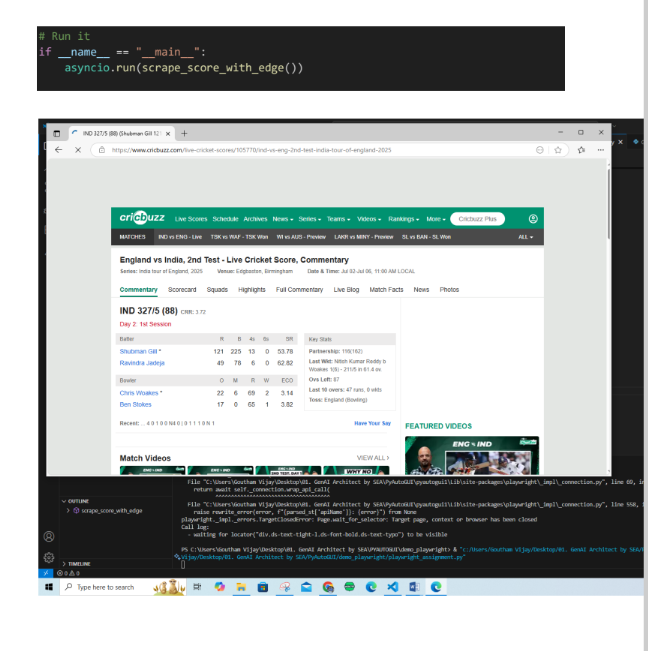 # Run it
if __name__ == "__main__":
asyncio.run(scrape_score_with_edge())
IND 327/5 (88) (Shubman Gill 121
https://www.cricbuzz.com/live-cricket-scores/105770/ind-vs-eng-2nd-test-india-tour-of-england-2025
cricbuzz Live Scores Schedule Archives News Series Teams Videos Rankings More Cricbuzz Plus
MATCHES IND vs ENG - Live TSK vs WAF - TSK Won WI vs AUS - Preview LAKR vs MINY - Preview SL vs BAN - SL Won ALL
England vs India, 2nd Test - Live Cricket Score, Commentary
Series: India tour of England, 2025 Venue: Edgbaston, Birmingham Date & Time: Jul 02-Jul 06, 11:00 AM LOCAL
Commentary Scorecard Squads Highlights Full Commentary Live Blog Match Facts News Photos
IND 327/5 (88) CRR: 3.72
Day 2: 1st Session
Batter R B 4s 6s SR Key Stats
Shubman Gill * 121 225 13 0 53.78 Partnership: 116(162)
Ravindra Jadeja 49 78 6 0 62.82 Last Wkt: Nitish Kumar Reddy b
Woakes 1(6) - 211/5 in 61.4 ov.
Bowler O M R W ECO Ovs Left: 87
Chris Woakes * 22 6 69 2 3.14 Last 10 overs: 47 runs, 0 wkts
Ben Stokes 17 0 65 1 3.82 Toss: England (Bowling)
Recent: .. 4 0 1 0 0 N4 0 | 0 1 1 1 0 N 1 Have Your Say
FEATURED VIDEOS
Match Videos VIEW ALL
ENG vs IND
WHY NO
OUTLINE
scrape_score_with_edge
TIMELINE
File "C:\Users\Goutham Vijay\Desktop\01. GenAI Architect by SEA\PyAutoGUI\pyautogui1\Lib\site-packages\playwright\_impl\_connection.py", line 69, in
return await self._connection.wrap_api_call(
^^^^^^^^^^^^^^^^^^^^^^^^^^^^^^^^^^^^^
File "C:\Users\Goutham Vijay\Desktop\01. GenAI Architect by SEA\PyAutoGUI\pyautogui1\Lib\site-packages\playwright\_impl\_connection.py", line 558,
raise rewrite_error(error, f"{parsed_st['apiName']}: {error}") from None
playwright._impl._errors.TargetClosedError: Page.wait_for_selector: Target page, context or browser has been closed
Call log:
- waiting for locator("div.ds-text-tight-l.ds-font-bold.ds-text-typo") to be visible
PS C:\Users\Goutham Vijay\Desktop\01. GenAI Architect by SEA\PYAUTOGUI\demo_playwright> & "c:/Users/Goutham Vijay/Desktop/01. GenAI Architect by SEA/
Vijay/Desktop/01. GenAI Architect by SEA/PyAutoGUI/demo_playwright/playwright_assignment.py"
0 0
Type here to search